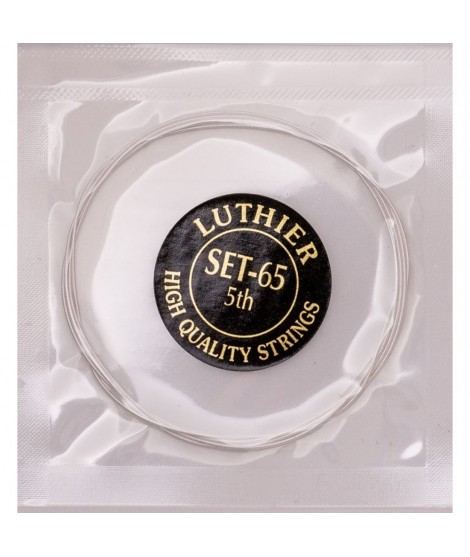 LUTHIER
SET-65
5th
HIGH QUALITY STRINGS